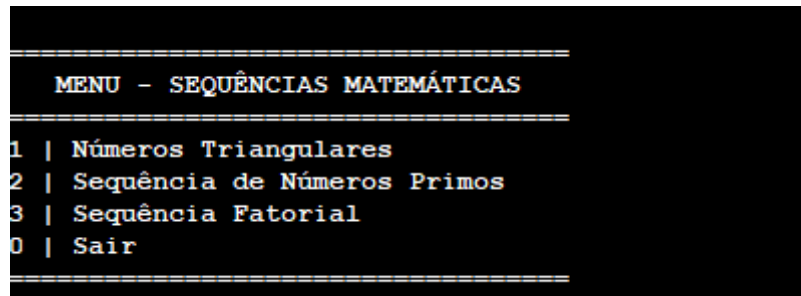 ===================================
MENU - SEQUÊNCIAS MATEMÁTICAS
===================================
1 | Números Triangulares
2 | Sequência de Números Primos
3 | Sequência Fatorial
0 | Sair
===================================